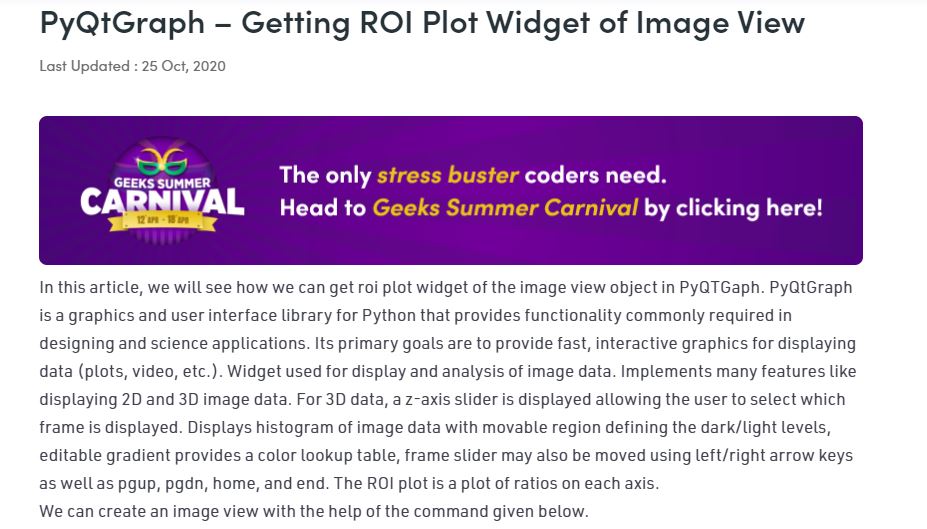 PyQtGraph – Getting ROI Plot Widget of Image View
Last Updated : 25 Oct, 2020
GEEKS SUMMER
CARNIVAL
12 APR - 18 APR
The only stress buster coders need.
Head to Geeks Summer Carnival by clicking here!
In this article, we will see how we can get roi plot widget of the image view object in PyQTGaph. PyQtGraph
is a graphics and user interface library for Python that provides functionality commonly required in
designing and science applications. Its primary goals are to provide fast, interactive graphics for displaying
data (plots, video, etc.). Widget used for display and analysis of image data. Implements many features like
displaying 2D and 3D image data. For 3D data, a z-axis slider is displayed allowing the user to select which
frame is displayed. Displays histogram of image data with movable region defining the dark/light levels,
editable gradient provides a color lookup table, frame slider may also be moved using left/right arrow keys
as well as pgup, pgdn, home, and end. The ROI plot is a plot of ratios on each axis.
We can create an image view with the help of the command given below.